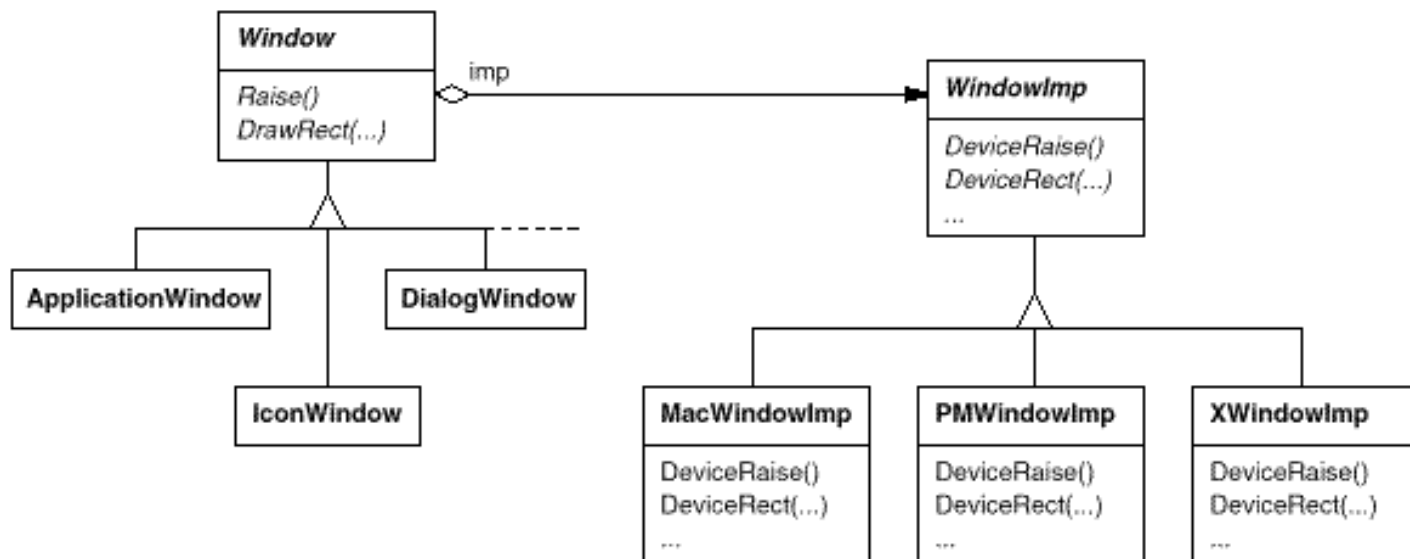 Window
Raise()
DrawRect(...)
imp
WindowImp
DeviceRaise()
DeviceRect(...)
...
ApplicationWindow
DialogWindow
IconWindow
MacWindowImp
DeviceRaise()
DeviceRect(...)
...
PMWindowImp
DeviceRaise()
DeviceRect(...)
...
XWindowImp
DeviceRaise()
DeviceRect(...)
...